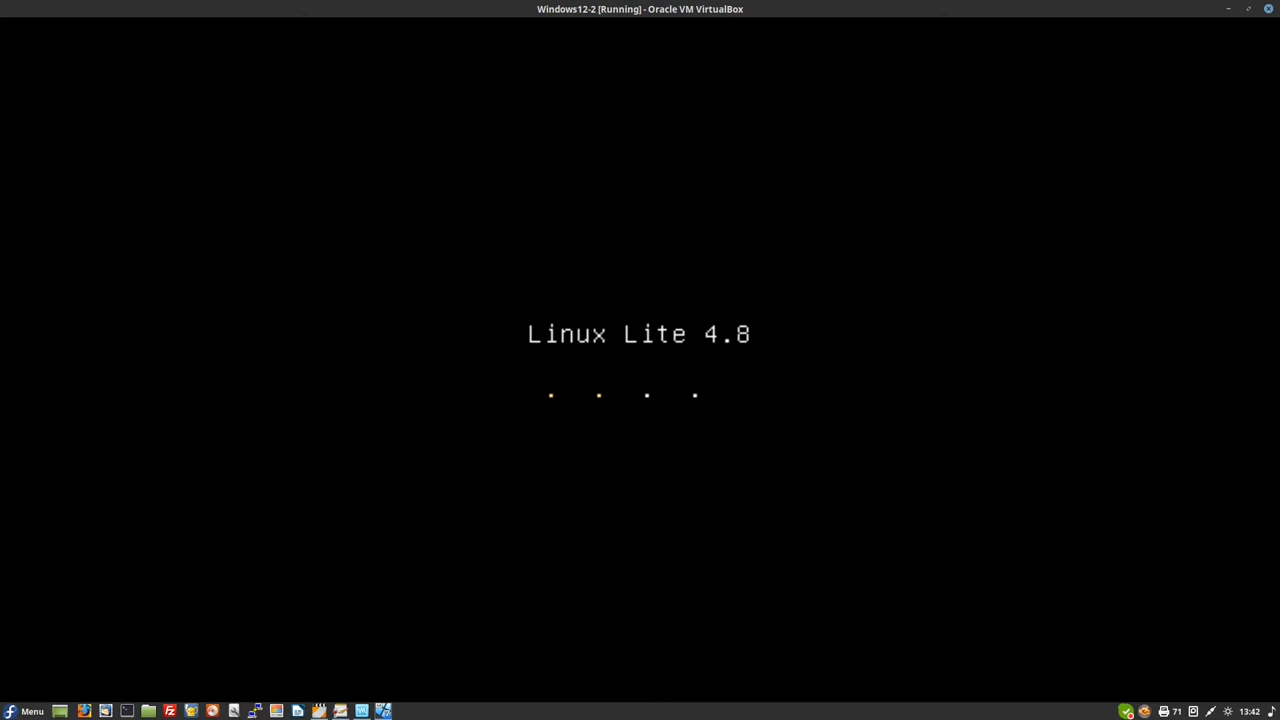 Windows12-2 [Running] - Oracle VM VirtualBox
Linux Lite 4.8
Menu
71
13:42